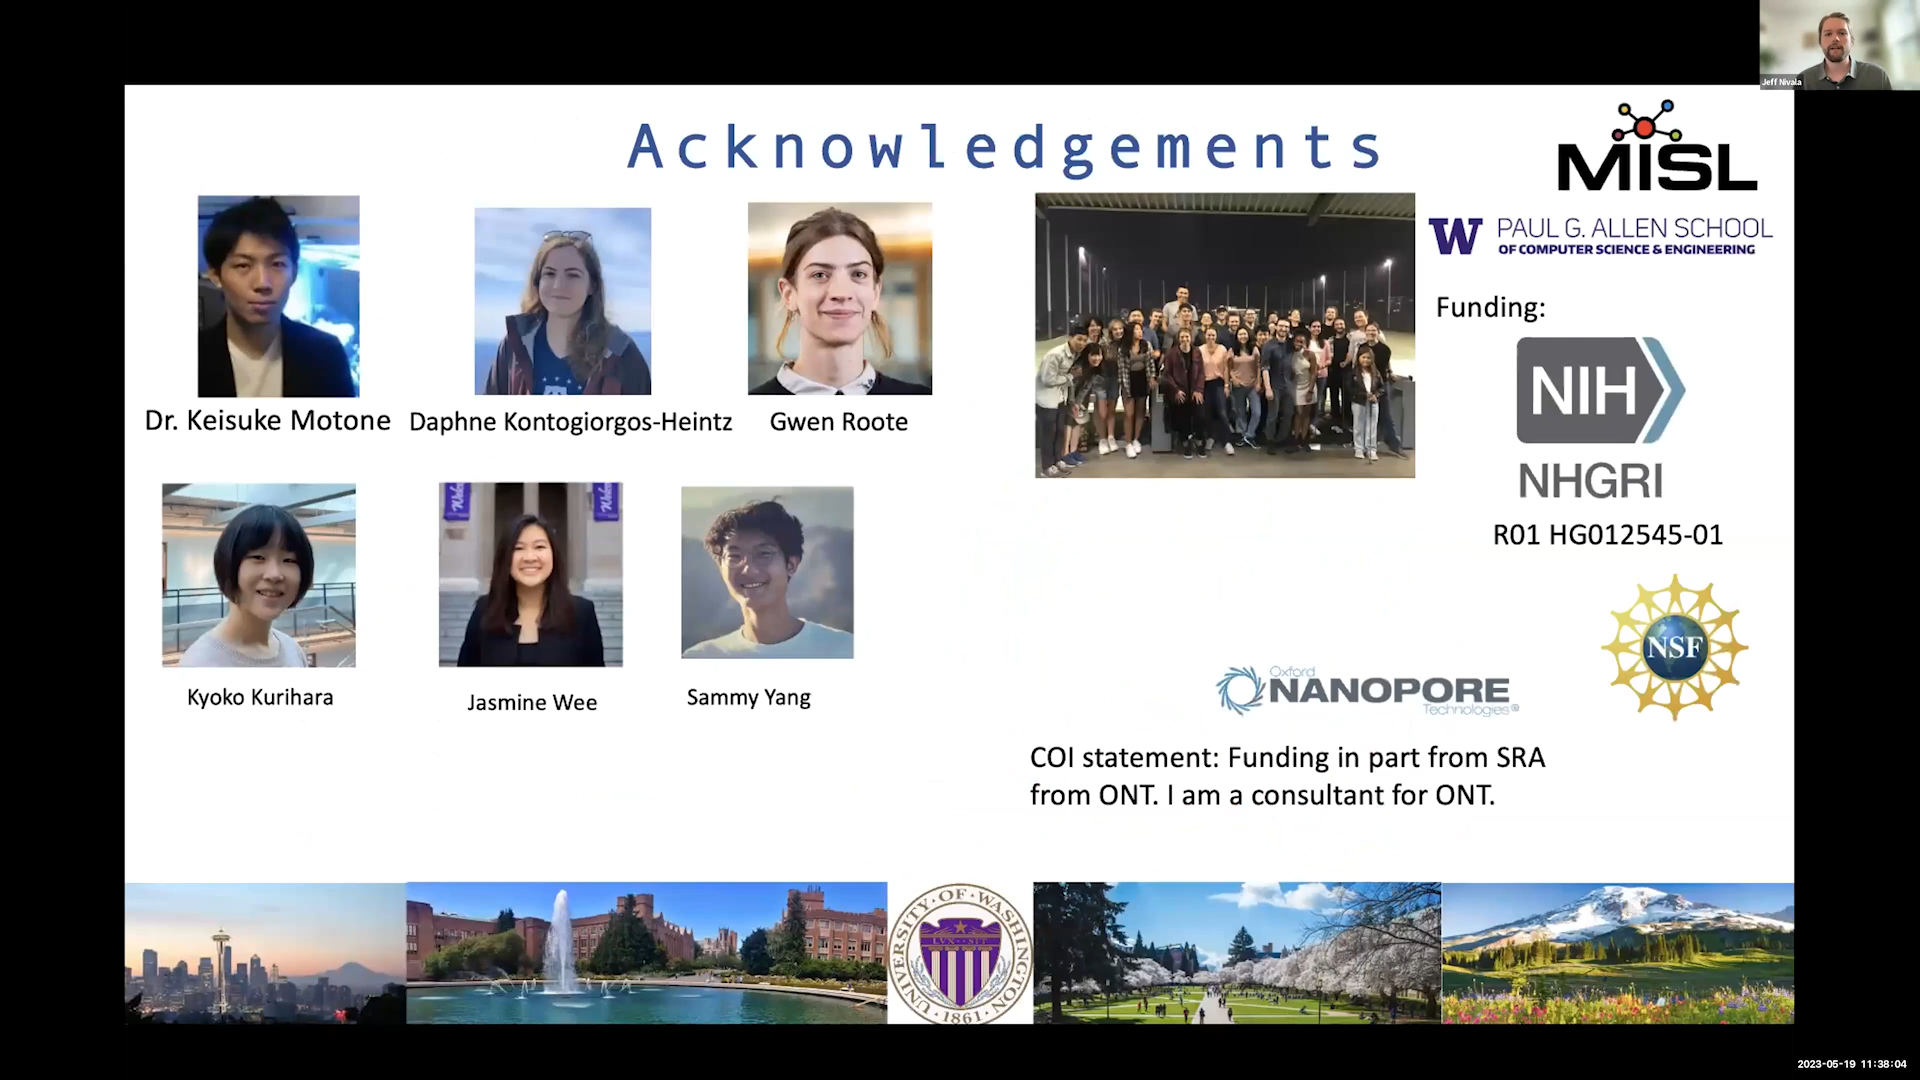 Jeff Nivala
Acknowledgements
MISL
W PAUL G. ALLEN SCHOOL
OF COMPUTER SCIENCE & ENGINEERING
Dr. Keisuke Motone
Daphne Kontogiorgos-Heintz
Gwen Roote
Funding:
NIH
NHGRI
R01 HG012545-01
Kyoko Kurihara
Jasmine Wee
Sammy Yang
NSF
Oxford
NANOPORE
Technologies®
COI statement: Funding in part from SRA
from ONT. I am a consultant for ONT.
UNIVERSITY OF WASHINGTON
LVX SIT
1861
2023-05-19 11:38:04